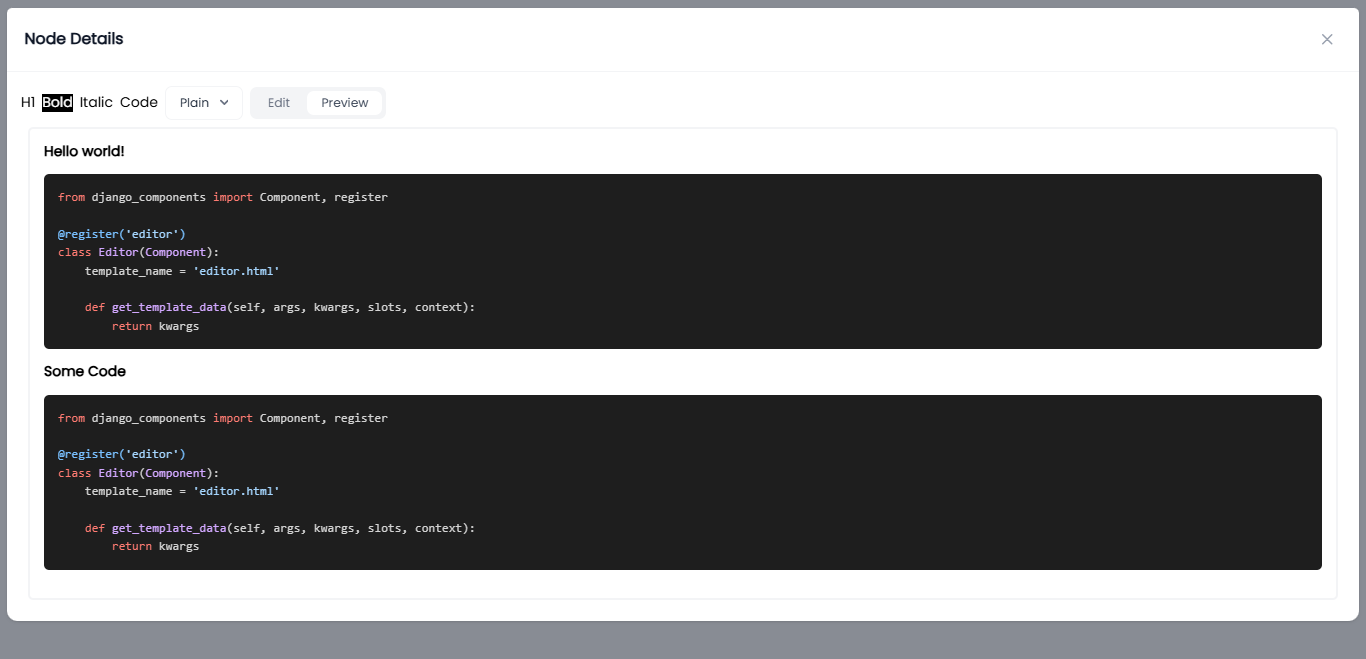 Node Details
H1 Bold Italic Code Plain Edit Preview
Hello world!
from django_components import Component, register
@register('editor')
class Editor(Component):
    template_name = 'editor.html'
    def get_template_data(self, args, kwargs, slots, context):
        return kwargs
Some Code
from django_components import Component, register
@register('editor')
class Editor(Component):
    template_name = 'editor.html'
    def get_template_data(self, args, kwargs, slots, context):
        return kwargs